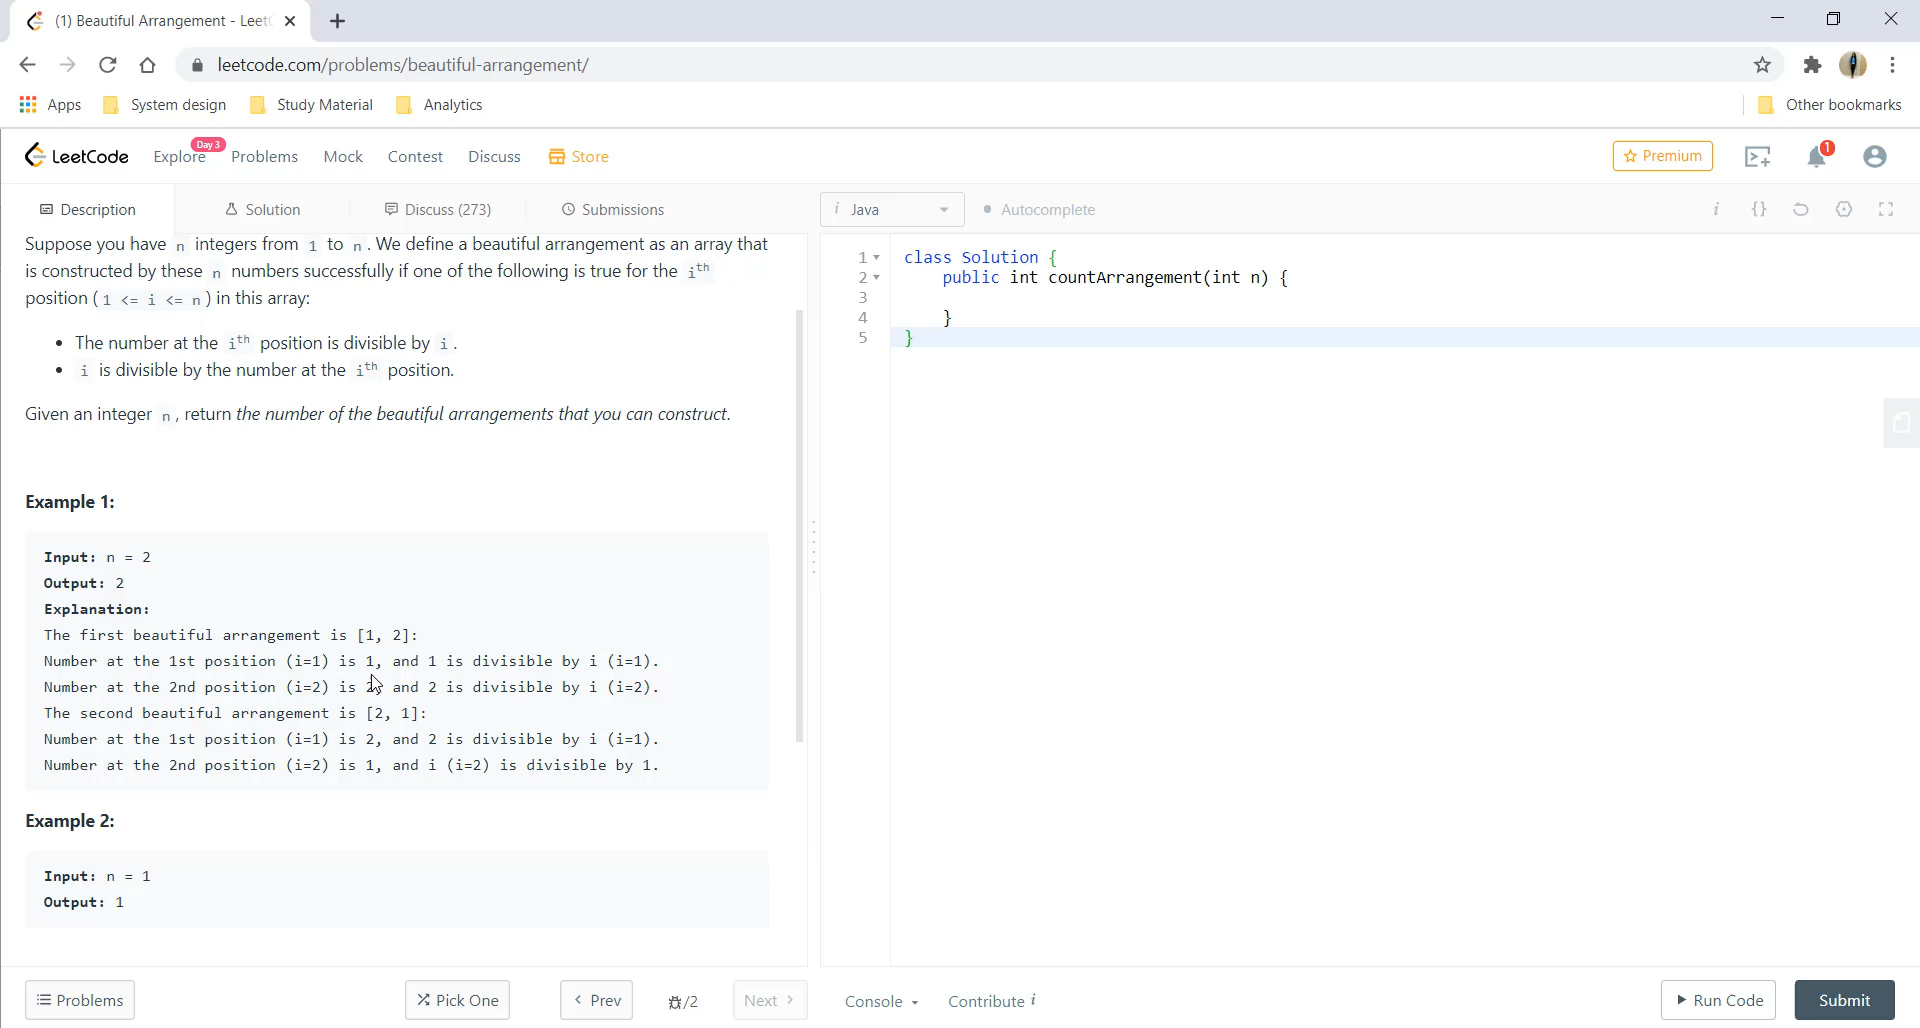 (1) Beautiful Arrangement - Leet
leetcode.com/problems/beautiful-arrangement/
Apps System design Study Material Analytics Other bookmarks
LeetCode Explore Day 3 Problems Mock Contest Discuss Store Premium 1
Description Solution Discuss (273) Submissions
i Java Autocomplete i {}
Suppose you have n integers from 1 to n. We define a beautiful arrangement as an array that
is constructed by these n numbers successfully if one of the following is true for the ith
position (1 <= i <= n) in this array:
• The number at the ith position is divisible by i.
• i is divisible by the number at the ith position.
Given an integer n, return the number of the beautiful arrangements that you can construct.
Example 1:
Input: n = 2
Output: 2
Explanation:
The first beautiful arrangement is [1, 2]:
Number at the 1st position (i=1) is 1, and 1 is divisible by i (i=1).
Number at the 2nd position (i=2) is 2, and 2 is divisible by i (i=2).
The second beautiful arrangement is [2, 1]:
Number at the 1st position (i=1) is 2, and 2 is divisible by i (i=1).
Number at the 2nd position (i=2) is 1, and i (i=2) is divisible by 1.
Example 2:
Input: n = 1
Output: 1
1 class Solution {
2 public int countArrangement(int n) {
3
4 }
5 }
Problems Pick One Prev /2 Next Console Contribute i Run Code Submit